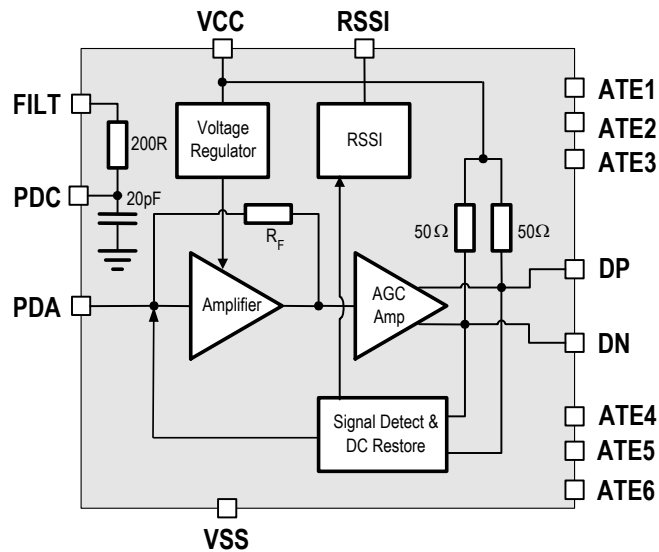 VCC
RSSI
FILT
200R
PDC
20pF
Voltage
Regulator
RSSI
ATE1
ATE2
ATE3
50Ω
50Ω
RF
PDA
Amplifier
AGC
Amp
DP
DN
Signal Detect &
DC Restore
ATE4
ATE5
ATE6
VSS